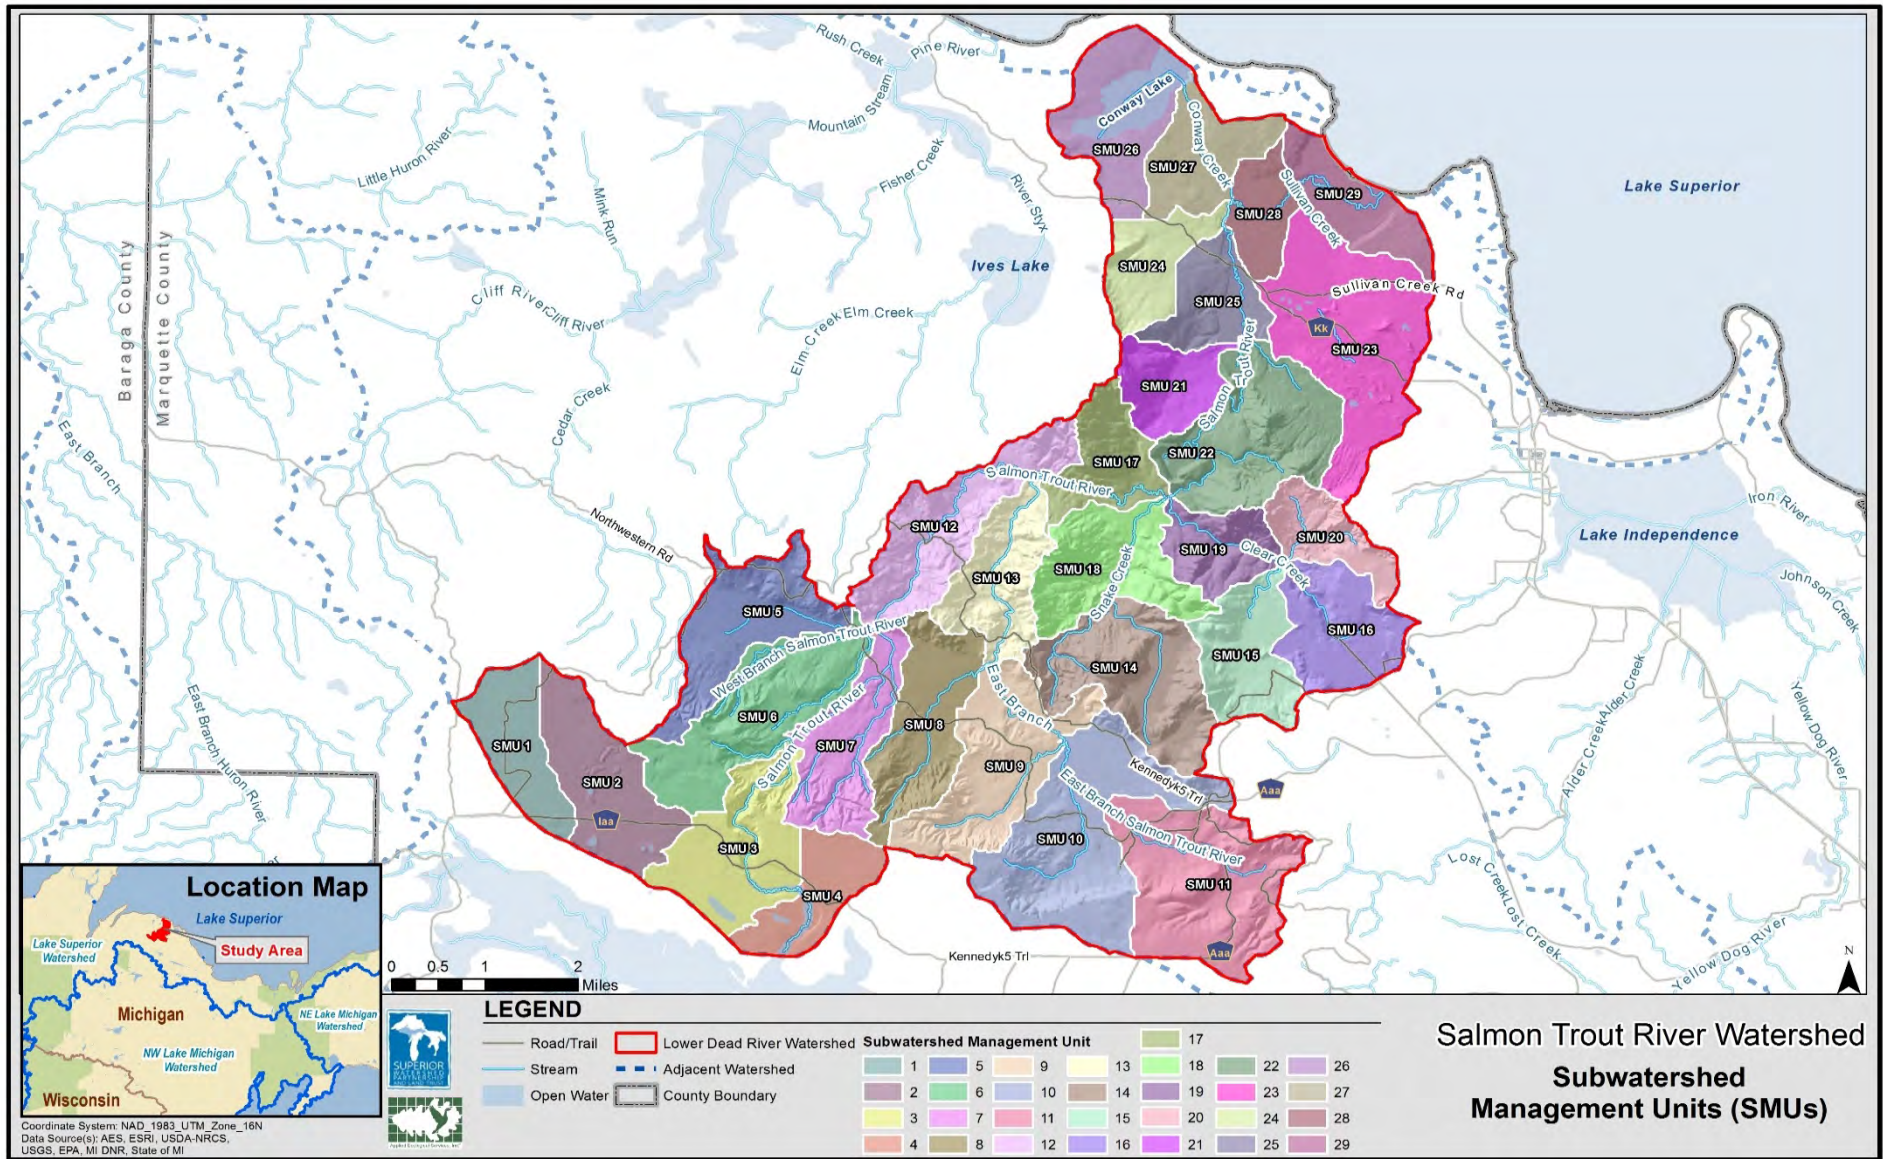 Rush Creek
Pine River
Mountain Stream
Little Huron River
Fisher Creek
Mink Run
River Styx
Conway Lake
Conway Creek
SMU 26
SMU 27
SMU 28
SMU 29
Sullivan Creek
Lake Superior
Baraga County
Marquette County
Ives Lake
SMU 24
SMU 25
Sullivan Creek Rd
Kk
SMU 23
Cliff River
Cliff River
Elm Creek
Elm Creek
SMU 21
Salmon Trout River
Cedar Creek
East Branch
SMU 22
SMU 17
Salmon Trout River
Northwestern Rd
SMU 12
Iron River
Lake Independence
SMU 20
SMU 19
Clear Creek
SMU 18
SMU 13
Snake Creek
Johnson Creek
SMU 5
West Branch Salmon Trout River
SMU 16
SMU 15
SMU 14
East Branch
SMU 6
Salmon Trout River
SMU 7
SMU 8
SMU 9
SMU 1
SMU 2
Iaa
East Branch Huron River
Alder Creek
Alder Creek
Yellow Dog River
Kennedyk5 Trl
Aaa
East Branch Salmon Trout River
SMU 10
SMU 3
SMU 4
SMU 11
Aaa
Lost Creek
Lost Creek
Yellow Dog River
Kennedyk5 Trl
N
0 0.5 1 2
Miles
Location Map
Lake Superior
Lake Superior
Watershed
Study Area
Michigan
NE Lake Michigan
Watershed
NW Lake Michigan
Watershed
Wisconsin
Coordinate System: NAD_1983_UTM_Zone_16N
Data Source(s): AES, ESRI, USDA-NRCS,
USGS, EPA, MI DNR, State of MI
SUPERIOR
WATERSHED
PARTNERSHIP
AND LAND TRUST
Applied Ecological Services, Inc.
LEGEND
Road/Trail
Stream
Open Water
Lower Dead River Watershed
Adjacent Watershed
County Boundary
Subwatershed Management Unit
17
1 5 9 13 18 22 26
2 6 10 14 19 23 27
3 7 11 15 20 24 28
4 8 12 16 21 25 29
Salmon Trout River Watershed
Subwatershed
Management Units (SMUs)